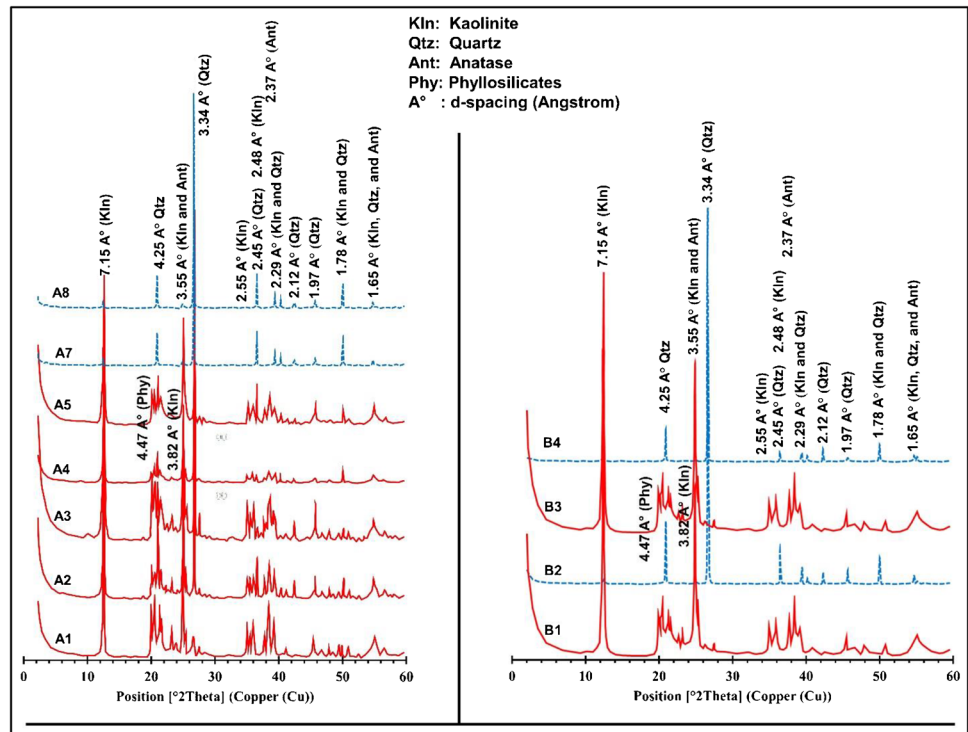 Kln: Kaolinite
Qtz: Quartz
Ant: Anatase
Phy: Phyllosilicates
A° : d-spacing (Angstrom)
7.15 A° (Kln)
4.47 A° (Phy)
4.25 A° Qtz
3.82 A° (Kln)
3.55 A° (Kln and Ant)
3.34 A° (Qtz)
2.55 A° (Kln)
2.45 A° (Qtz)
2.48 A° (Kln)
2.37 A° (Ant)
2.29 A° (Kln and Qtz)
2.12 A° (Qtz)
1.97 A° (Qtz)
1.78 A° (Kln and Qtz)
1.65 A° (Kln, Qtz, and Ant)
A8
A7
A5
A4
A3
A2
A1
0 10 20 30 40 50 60
Position [°2Theta] (Copper (Cu)
7.15 A° (Kln)
4.47 A° (Phy)
4.25 A° Qtz
3.82 A° (Kln)
3.55 A° (Kln and Ant)
3.34 A° (Qtz)
2.55 A° (Kln)
2.45 A° (Qtz)
2.48 A° (Kln)
2.37 A° (Ant)
2.29 A° (Kln and Qtz)
2.12 A° (Qtz)
1.97 A° (Qtz)
1.78 A° (Kln and Qtz)
1.65 A° (Kln, Qtz, and Ant)
B4
B3
B2
B1
0 10 20 30 40 50 60
Position [°2Theta] (Copper (Cu)